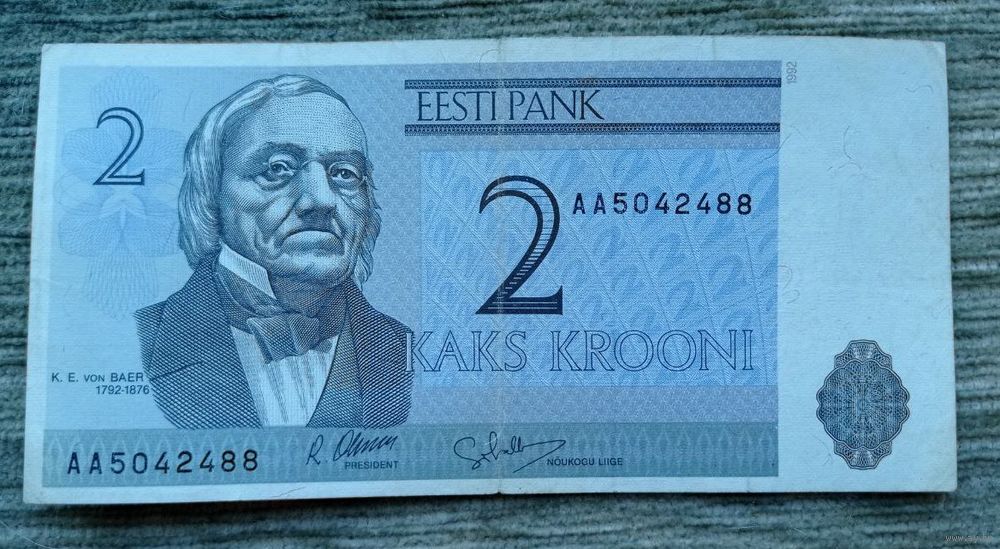 1992
EESTI PANK
2
2
AA5042488
KAKS KROONI
K. E. VON BAER
1792-1876
AA5042488
PRESIDENT
NÕUKOGU LIIGE